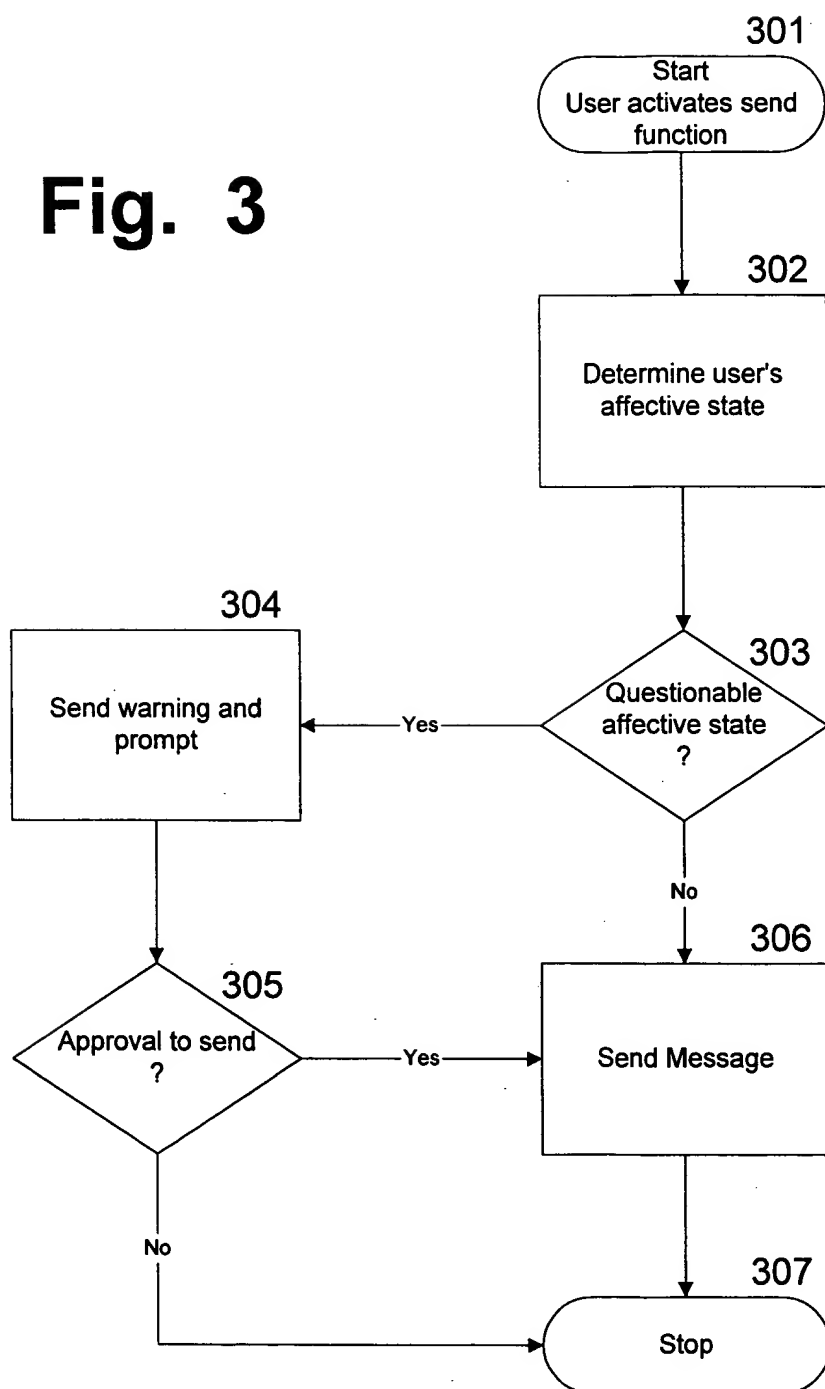 Fig. 3
301
Start
User activates send
function
302
Determine user's
affective state
303
Questionable
affective state
?
Yes
No
304
Send warning and
prompt
305
Approval to send
?
Yes
No
306
Send Message
307
Stop